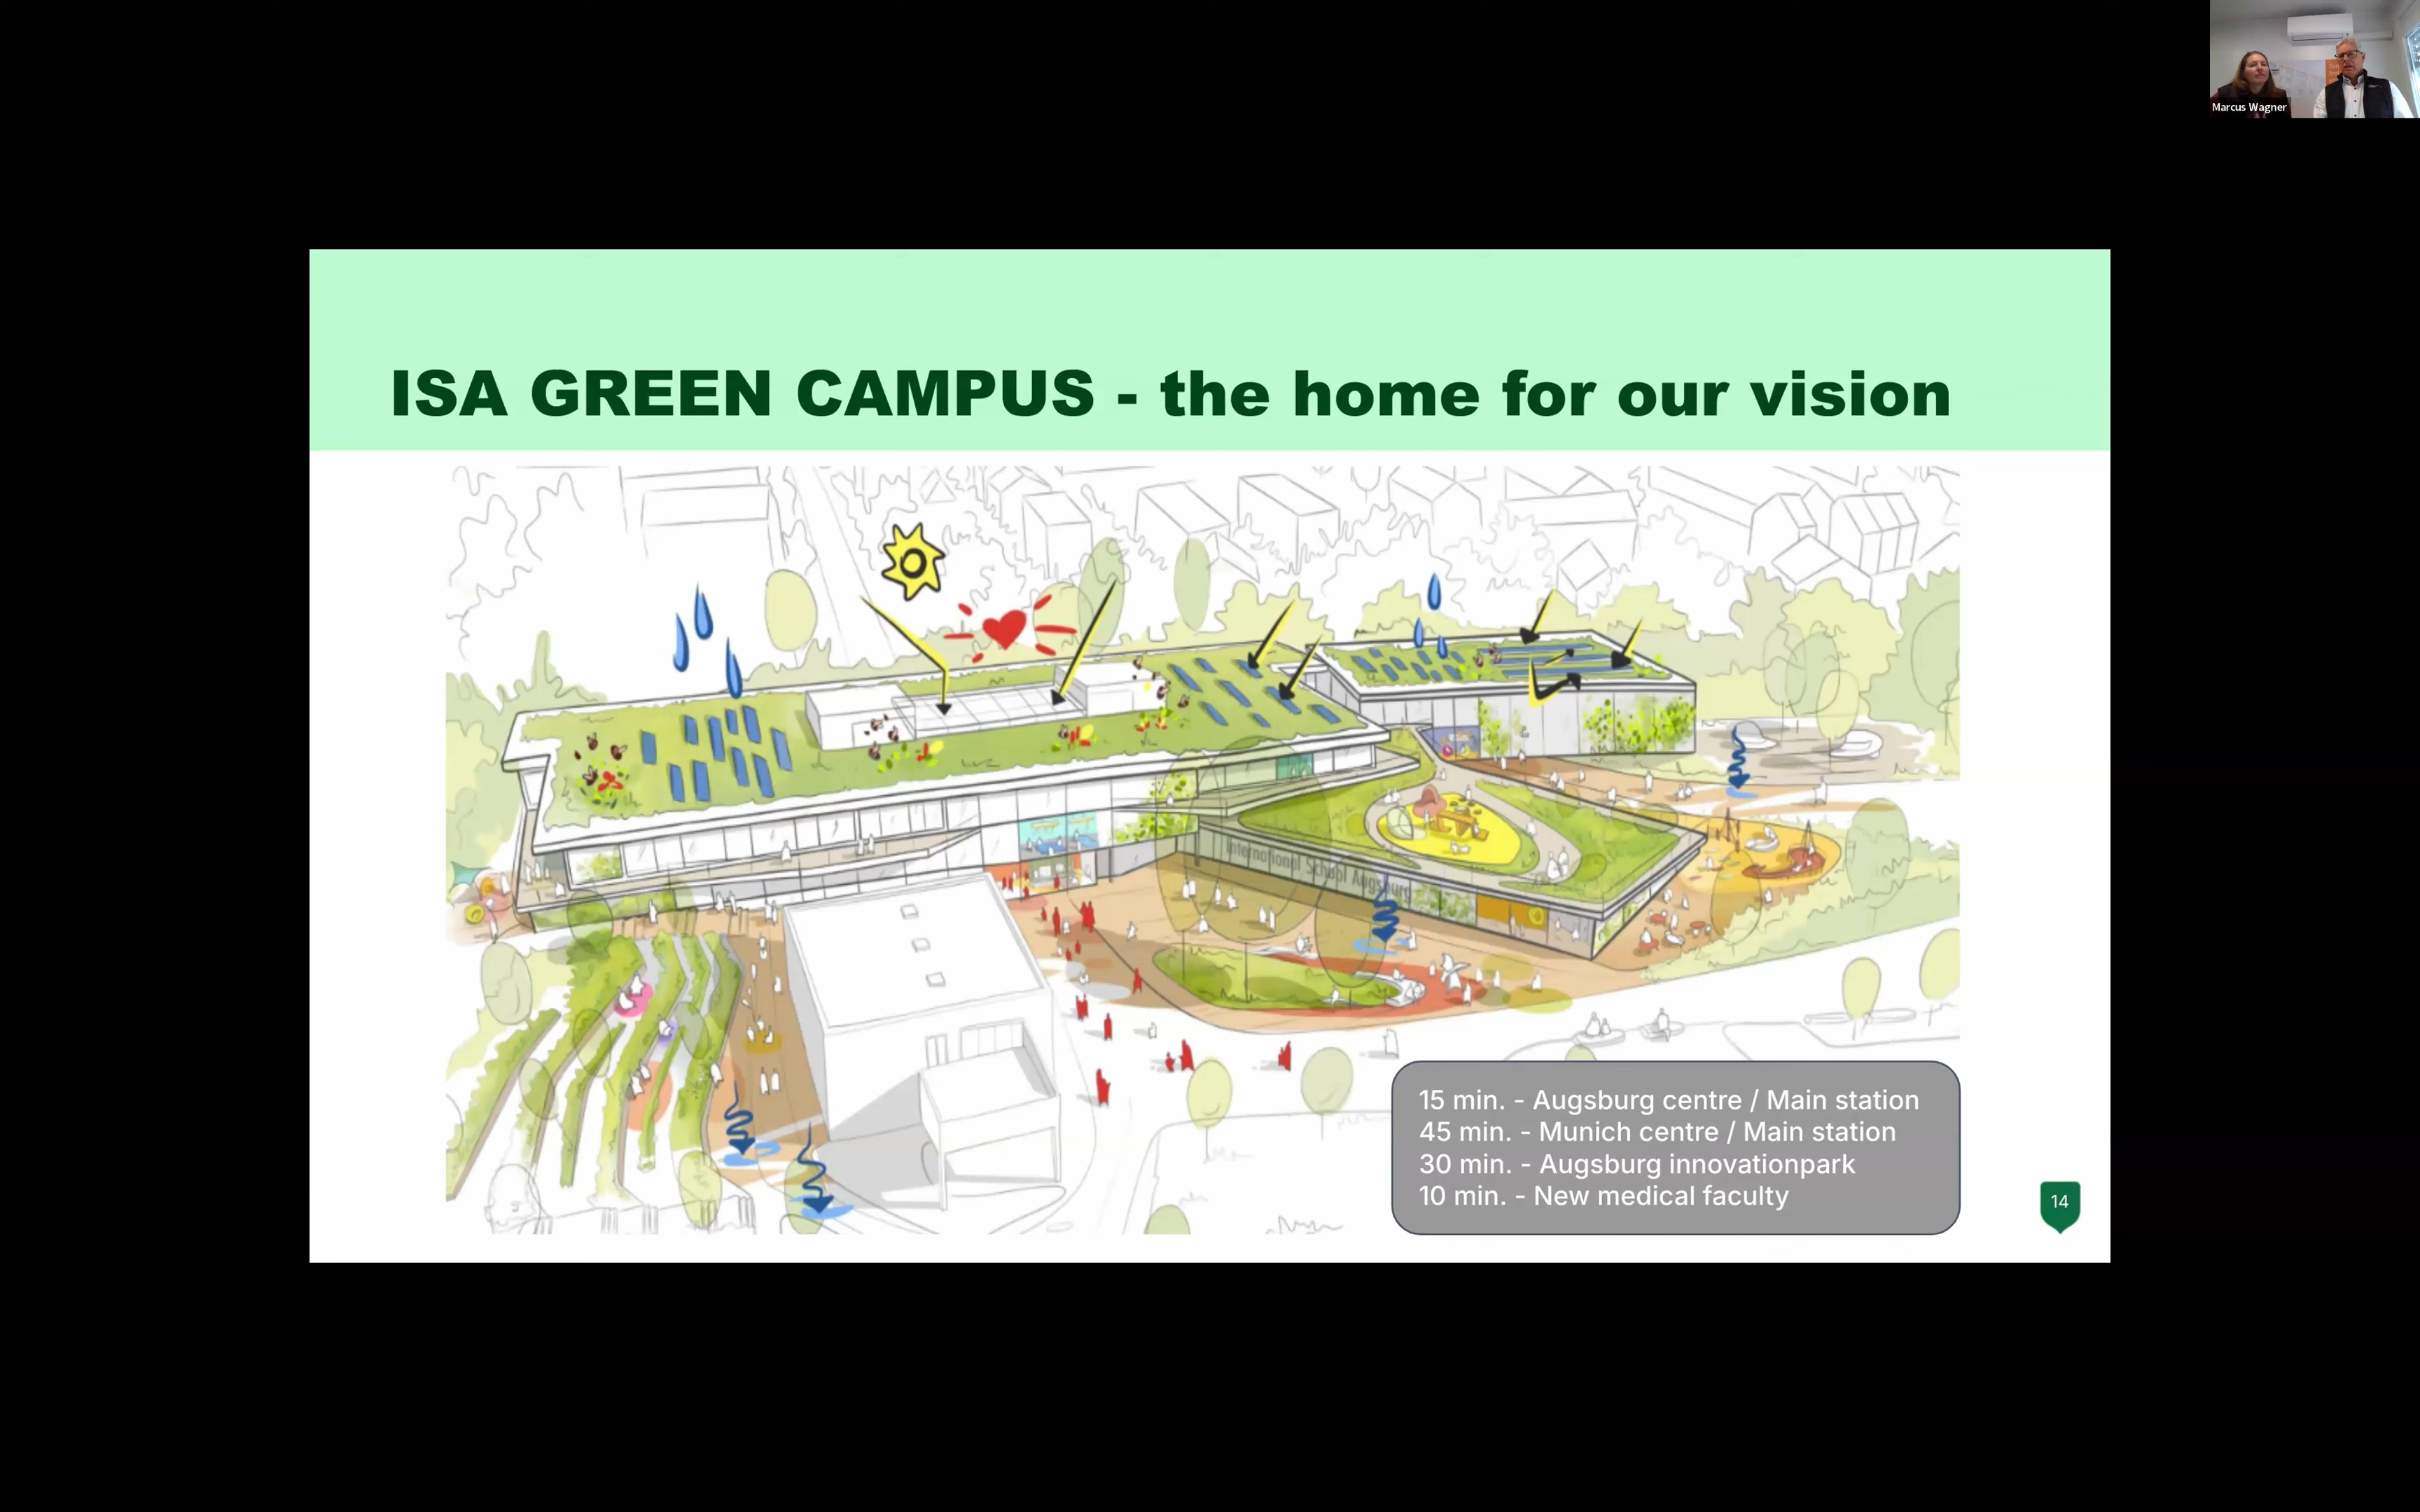 Marcus Wagner
ISA GREEN CAMPUS - the home for our vision
International School Augsburg
15 min. - Augsburg centre / Main station
45 min. - Munich centre / Main station
30 min. - Augsburg innovationpark
10 min. - New medical faculty
14